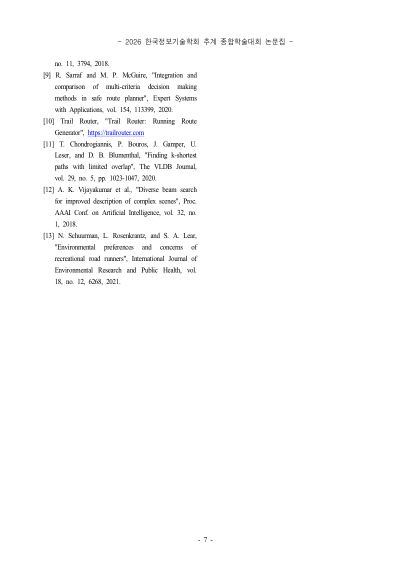 - 2026 한국정보기술학회 추계 종합학술대회 논문집 -
no. 11, 3794, 2018.
[9] R. Sarraf and M. P. McGuire, "Integration and
comparison of multi-criteria decision making
methods in safe route planner", Expert Systems
with Applications, vol. 154, 113399, 2020.
[10] Trail Router, "Trail Router: Running Route
Generator", https://trailrouter.com
[11] T. Chondrogiannis, P. Bouros, J. Gamper, U.
Leser, and D. B. Blumenthal, "Finding k-shortest
paths with limited overlap", The VLDB Journal,
vol. 29, no. 5, pp. 1023-1047, 2020.
[12] A. K. Vijayakumar et al., "Diverse beam search
for improved description of complex scenes", Proc.
AAAI Conf. on Artificial Intelligence, vol. 32, no.
1, 2018.
[13] N. Schuurman, L. Rosenkrantz, and S. A. Lear,
"Environmental preferences and concerns of
recreational road runners", International Journal of
Environmental Research and Public Health, vol.
18, no. 12, 6268, 2021.
- 7 -